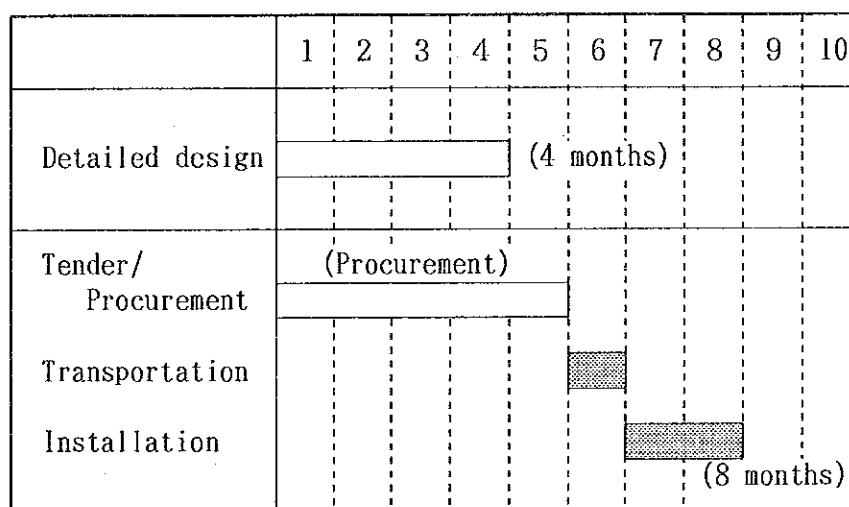 1 2 3 4 5 6 7 8 9 10
Detailed design (4 months)
Tender/ (Procurement)
Procurement
Transportation
Installation
(8 months)